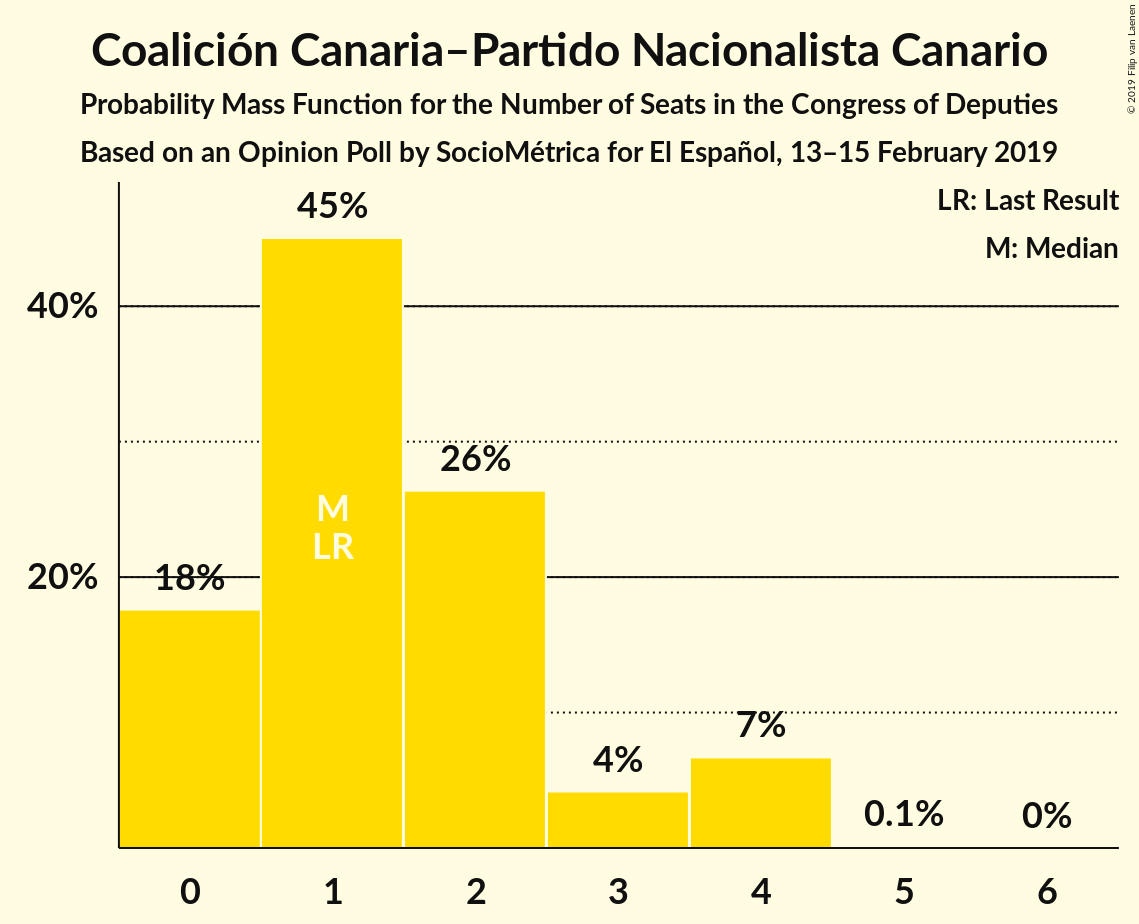 Coalición Canaria–Partido Nacionalista Canario
Probability Mass Function for the Number of Seats in the Congress of Deputies
Based on an Opinion Poll by SocioMétrica for El Español, 13–15 February 2019
© 2019 Filip van Laenen
LR: Last Result
M: Median
45%
40%
26%
M
LR
20%
18%
7%
4%
0.1%
0%
0 1 2 3 4 5 6